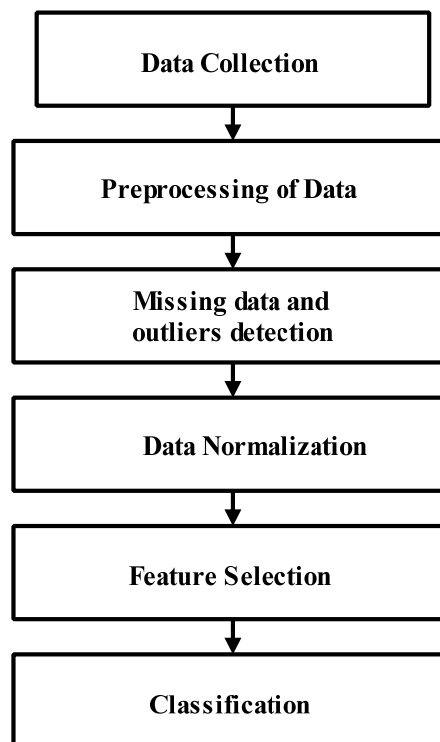 Data Collection
Preprocessing of Data
Missing data and
outliers detection
Data Normalization
Feature Selection
Classification